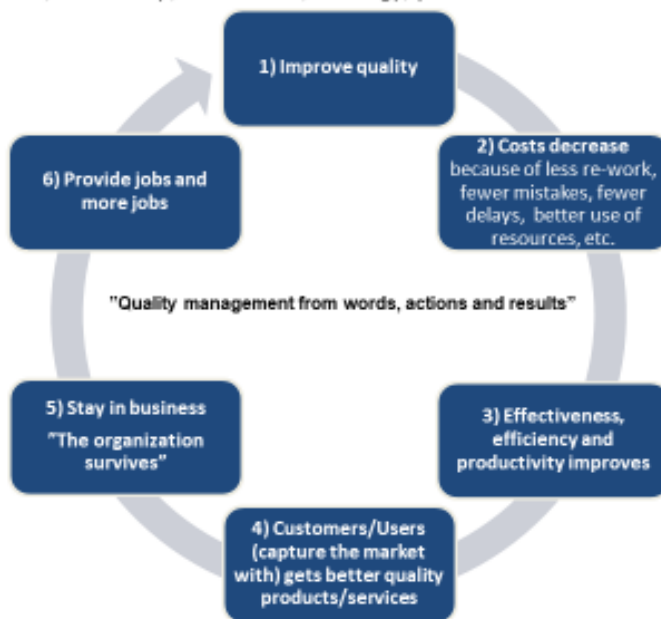 1) Improve quality
2) Costs decrease
because of less re-work,
fewer mistakes, fewer
delays, better use of
resources, etc.
6) Provide jobs and
more jobs
"Quality management from words, actions and results"
3) Effectiveness,
efficiency and
productivity improves
5) Stay in business
"The organization
survives"
4) Customers/Users
(capture the market
with) gets better quality
products/services